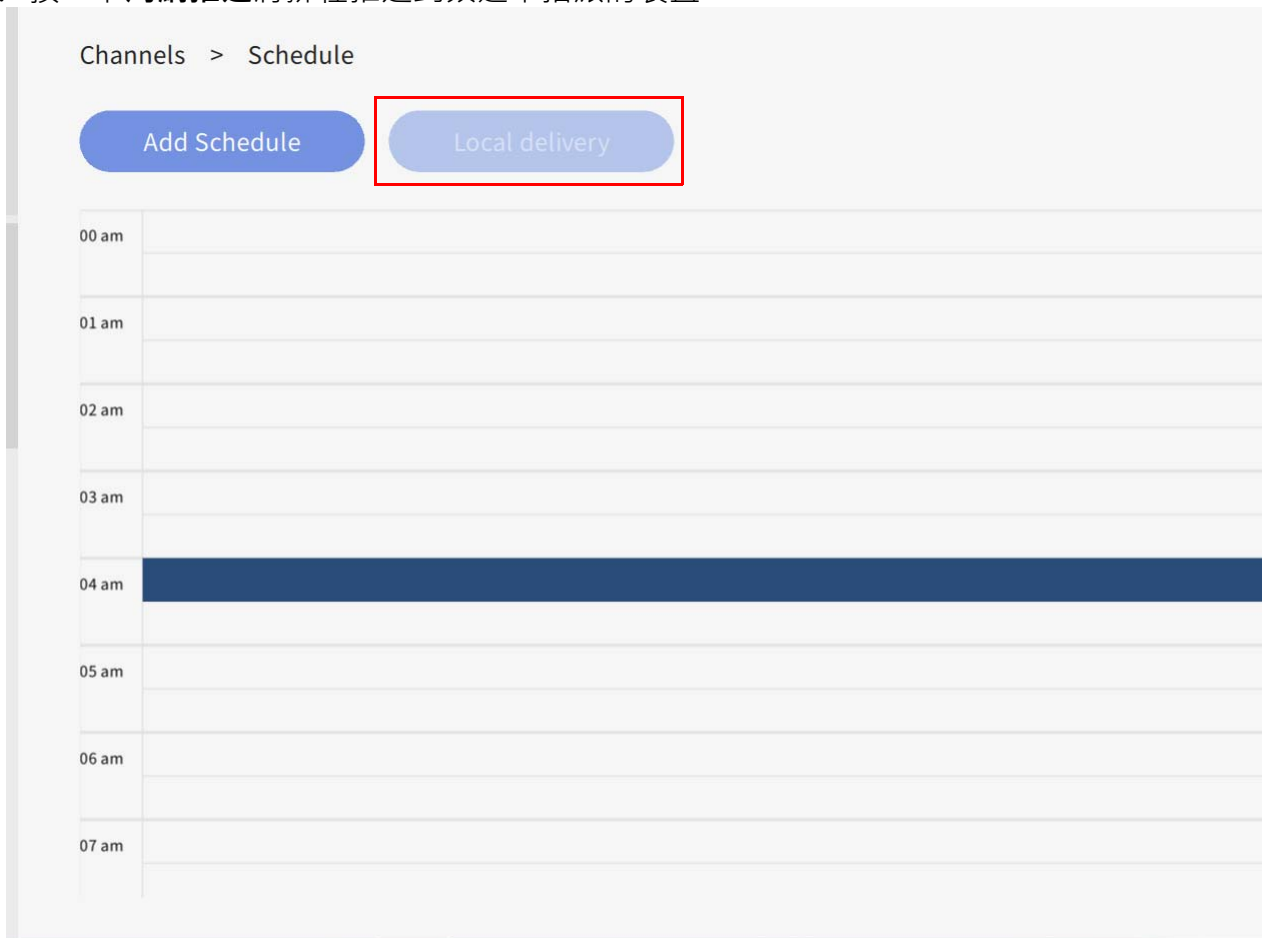 Channels > Schedule
Add Schedule
Local delivery
00 am
01 am
02 am
03 am
04 am
05 am
06 am
07 am